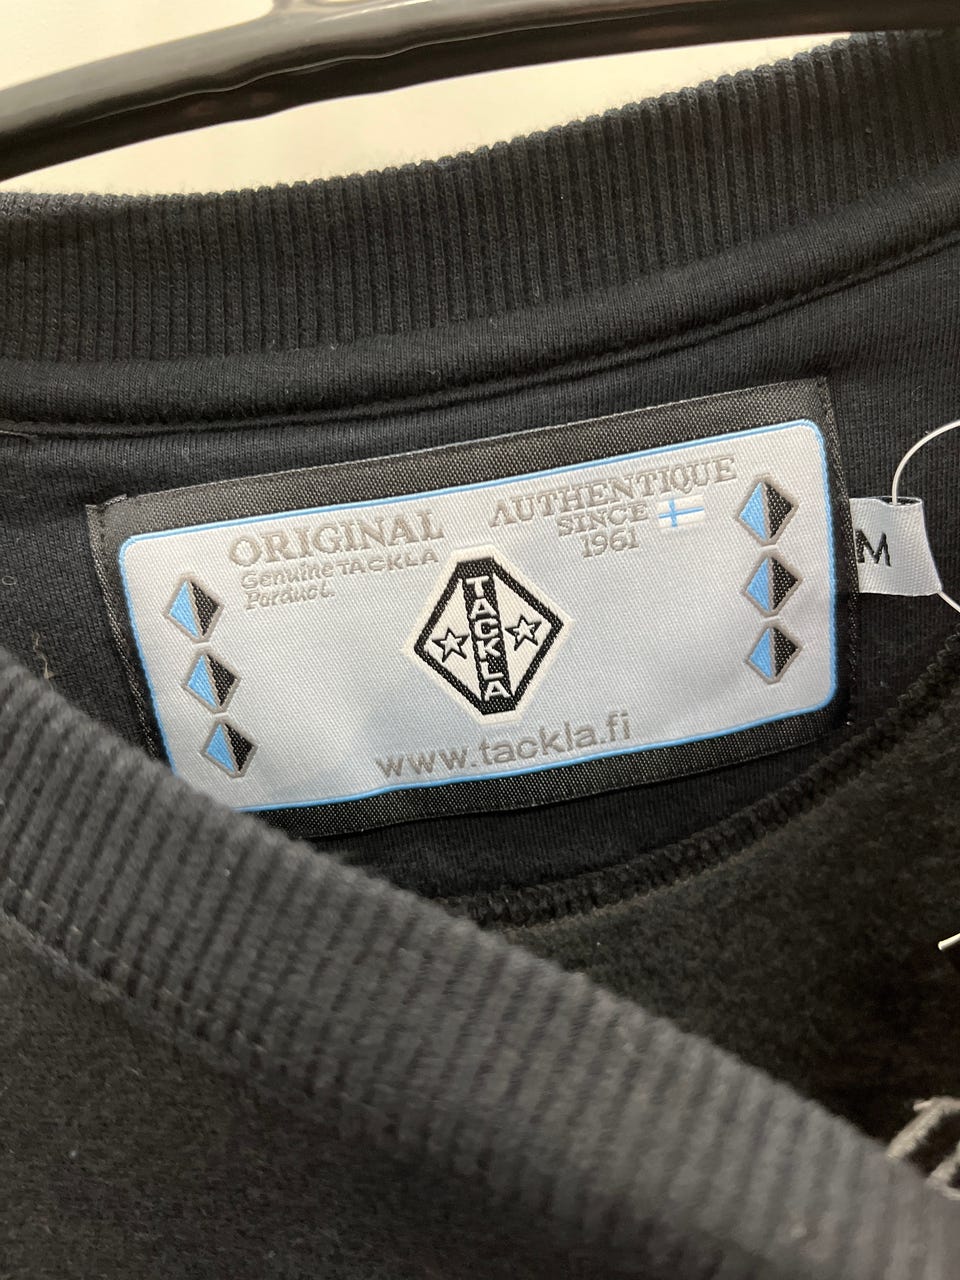 ORIGINAL
Genuine TACKLA
Porduct.
AUTHENTIQUE
SINCE
1961
TACKLA
www.tackla.fi
M